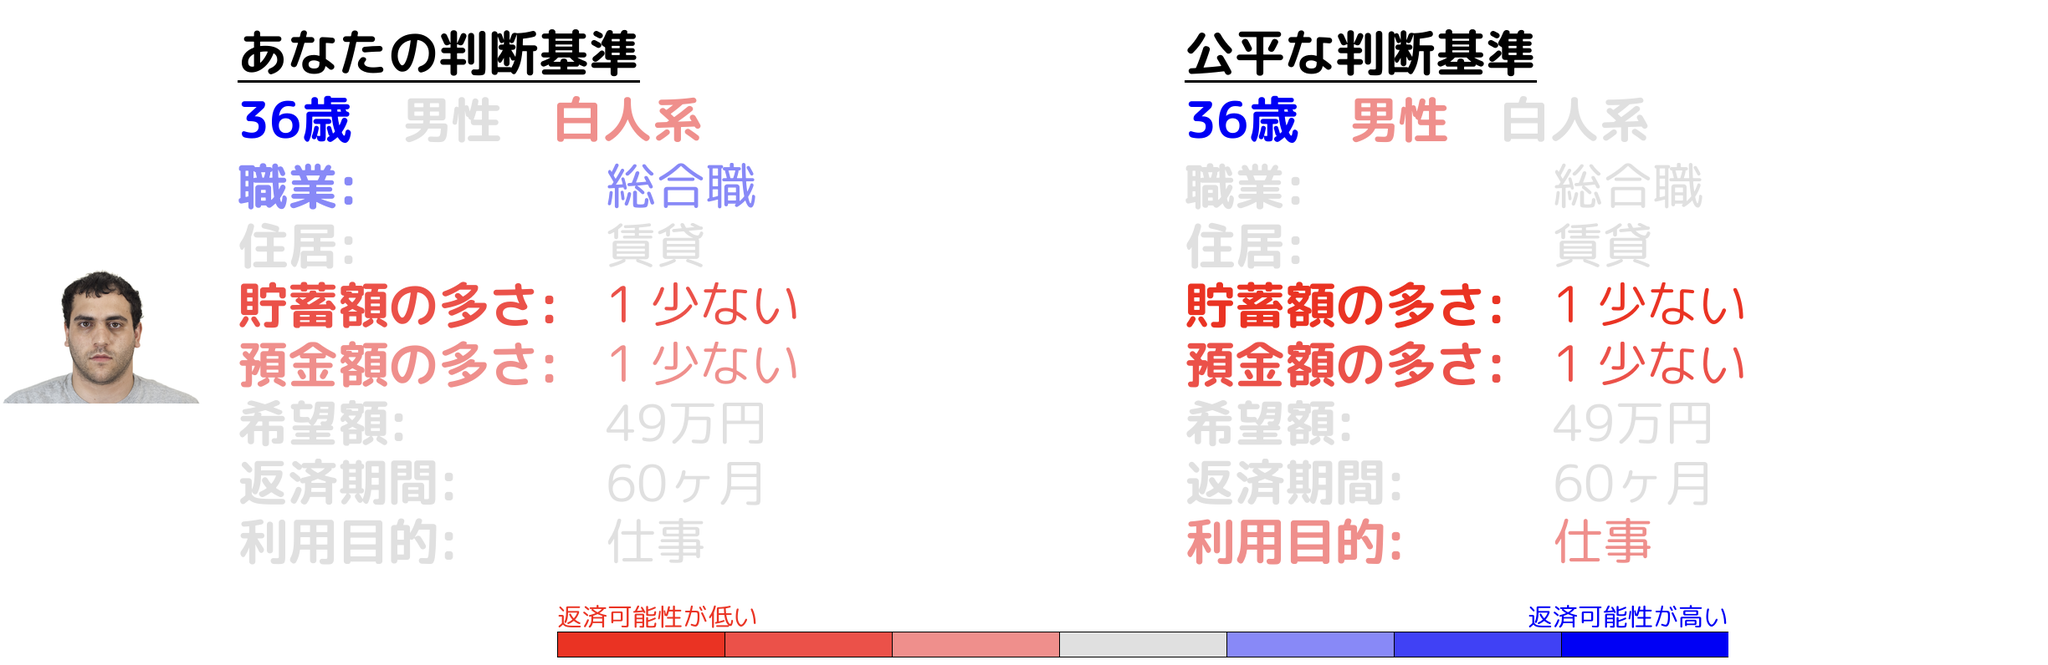 あなたの判断基準
36歳 男性 白人系
職業: 総合職
住居: 賃貸
貯蓄額の多さ: 1 少ない
預金額の多さ: 1 少ない
希望額: 49万円
返済期間: 60ヶ月
利用目的: 仕事
公平な判断基準
36歳 男性 白人系
職業: 総合職
住居: 賃貸
貯蓄額の多さ: 1 少ない
預金額の多さ: 1 少ない
希望額: 49万円
返済期間: 60ヶ月
利用目的: 仕事
返済可能性が低い
返済可能性が高い